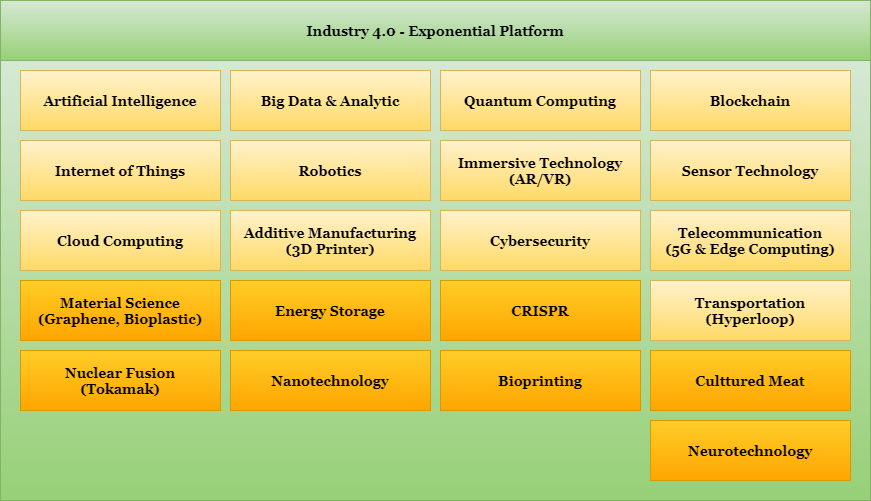 Industry 4.0 - Exponential Platform
Artificial Intelligence
Big Data & Analytic
Quantum Computing
Blockchain
Internet of Things
Robotics
Immersive Technology
(AR/VR)
Sensor Technology
Cloud Computing
Additive Manufacturing
(3D Printer)
Cybersecurity
Telecommunication
(5G & Edge Computing)
Material Science
(Graphene, Bioplastic)
Energy Storage
CRISPR
Transportation
(Hyperloop)
Nuclear Fusion
(Tokamak)
Nanotechnology
Bioprinting
Culttured Meat
Neurotechnology